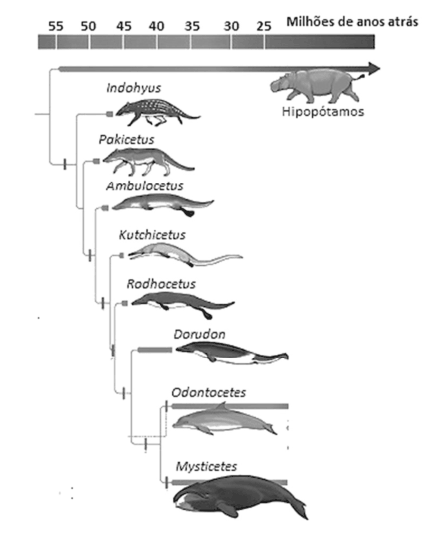 55 50 45 40 35 30 25 Milhões de anos atrás
Hipopótamos
Indohyus
Pakicetus
Ambulocetus
Kutchicetus
Rodhocetus
Dorudon
Odontocetes
Mysticetes